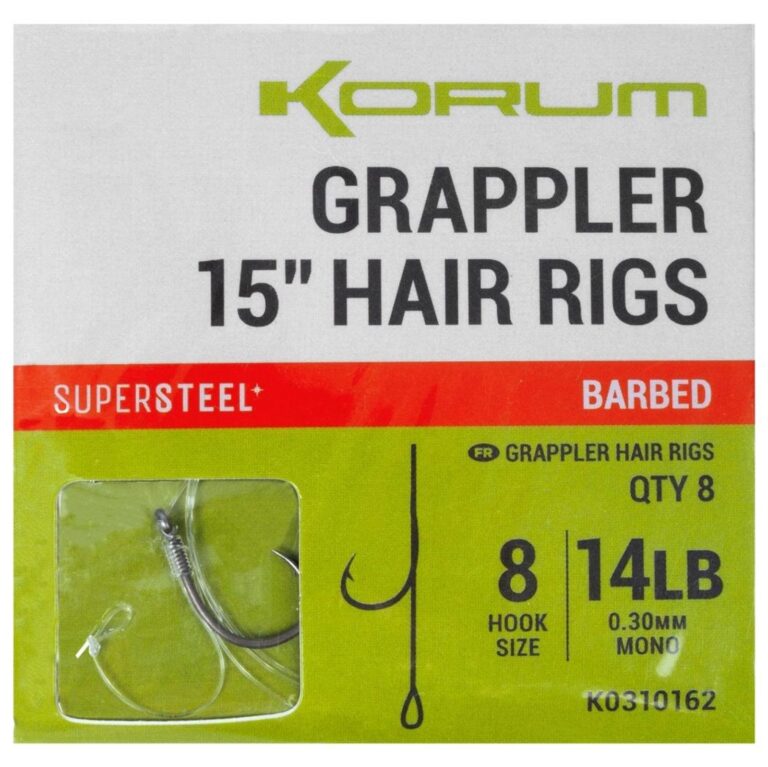 KORUM
GRAPPLER
15" HAIR RIGS
SUPERSTEEL
BARBED
FR GRAPPLER HAIR RIGS
QTY 8
8
HOOK
SIZE
14LB
0.30MM
MONO
K0310162